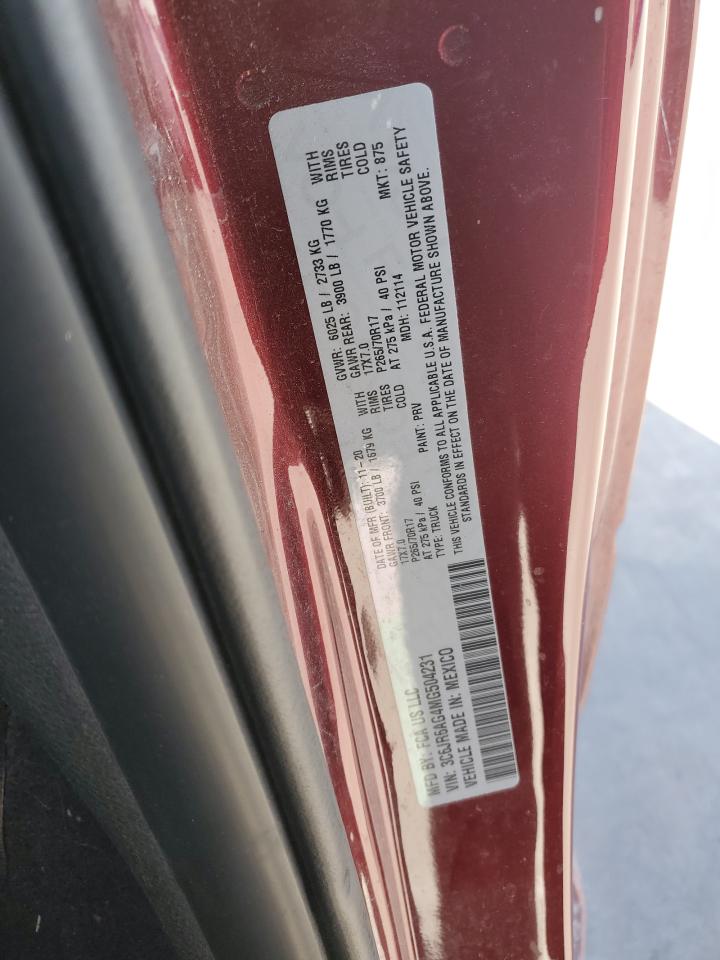 MFD BY: FCA US LLC
DATE OF MFR (BUILT): 11-20
GVWR: 6025 LB / 2733 KG
GAWR FRONT: 3700 LB / 1679 KG WITH
GAWR REAR: 3900 LB / 1770 KG WITH
17X7.0 RIMS
17X7.0 RIMS
P265/70R17 TIRES
P265/70R17 TIRES
AT 275 kPa / 40 PSI COLD
AT 275 kPa / 40 PSI COLD
VIN: 3C6JR6AG4MG504231
TYPE: TRUCK
PAINT: PRV
MDH: 112114
MKT: 875
VEHICLE MADE IN: MEXICO
THIS VEHICLE CONFORMS TO ALL APPLICABLE U.S.A. FEDERAL MOTOR VEHICLE SAFETY
STANDARDS IN EFFECT ON THE DATE OF MANUFACTURE SHOWN ABOVE.